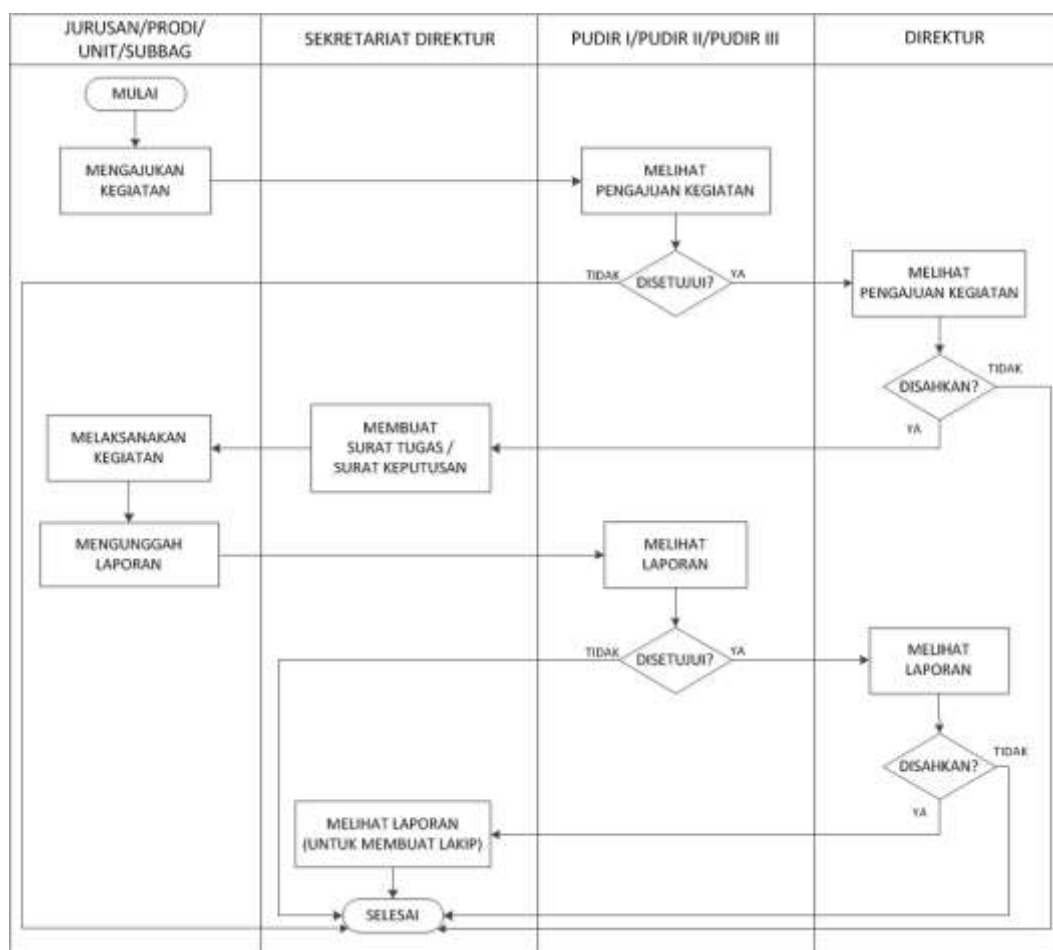 JURUSAN/PRODI/
UNIT/SUBBAG
SEKRETARIAT DIREKTUR
PUDIR I/PUDIR II/PUDIR III
DIREKTUR
MULAI
MENGAJUKAN
KEGIATAN
MELIHAT
PENGAJUAN KEGIATAN
TIDAK
DISETUJUI?
YA
MELIHAT
PENGAJUAN KEGIATAN
DISAHKAN?
TIDAK
YA
MEMBUAT
SURAT TUGAS /
SURAT KEPUTUSAN
MELAKSANAKAN
KEGIATAN
MENGUNGGAH
LAPORAN
MELIHAT
LAPORAN
TIDAK
DISETUJUI?
YA
MELIHAT
LAPORAN
DISAHKAN?
TIDAK
YA
MELIHAT LAPORAN
(UNTUK MEMBUAT LAKIP)
SELESAI